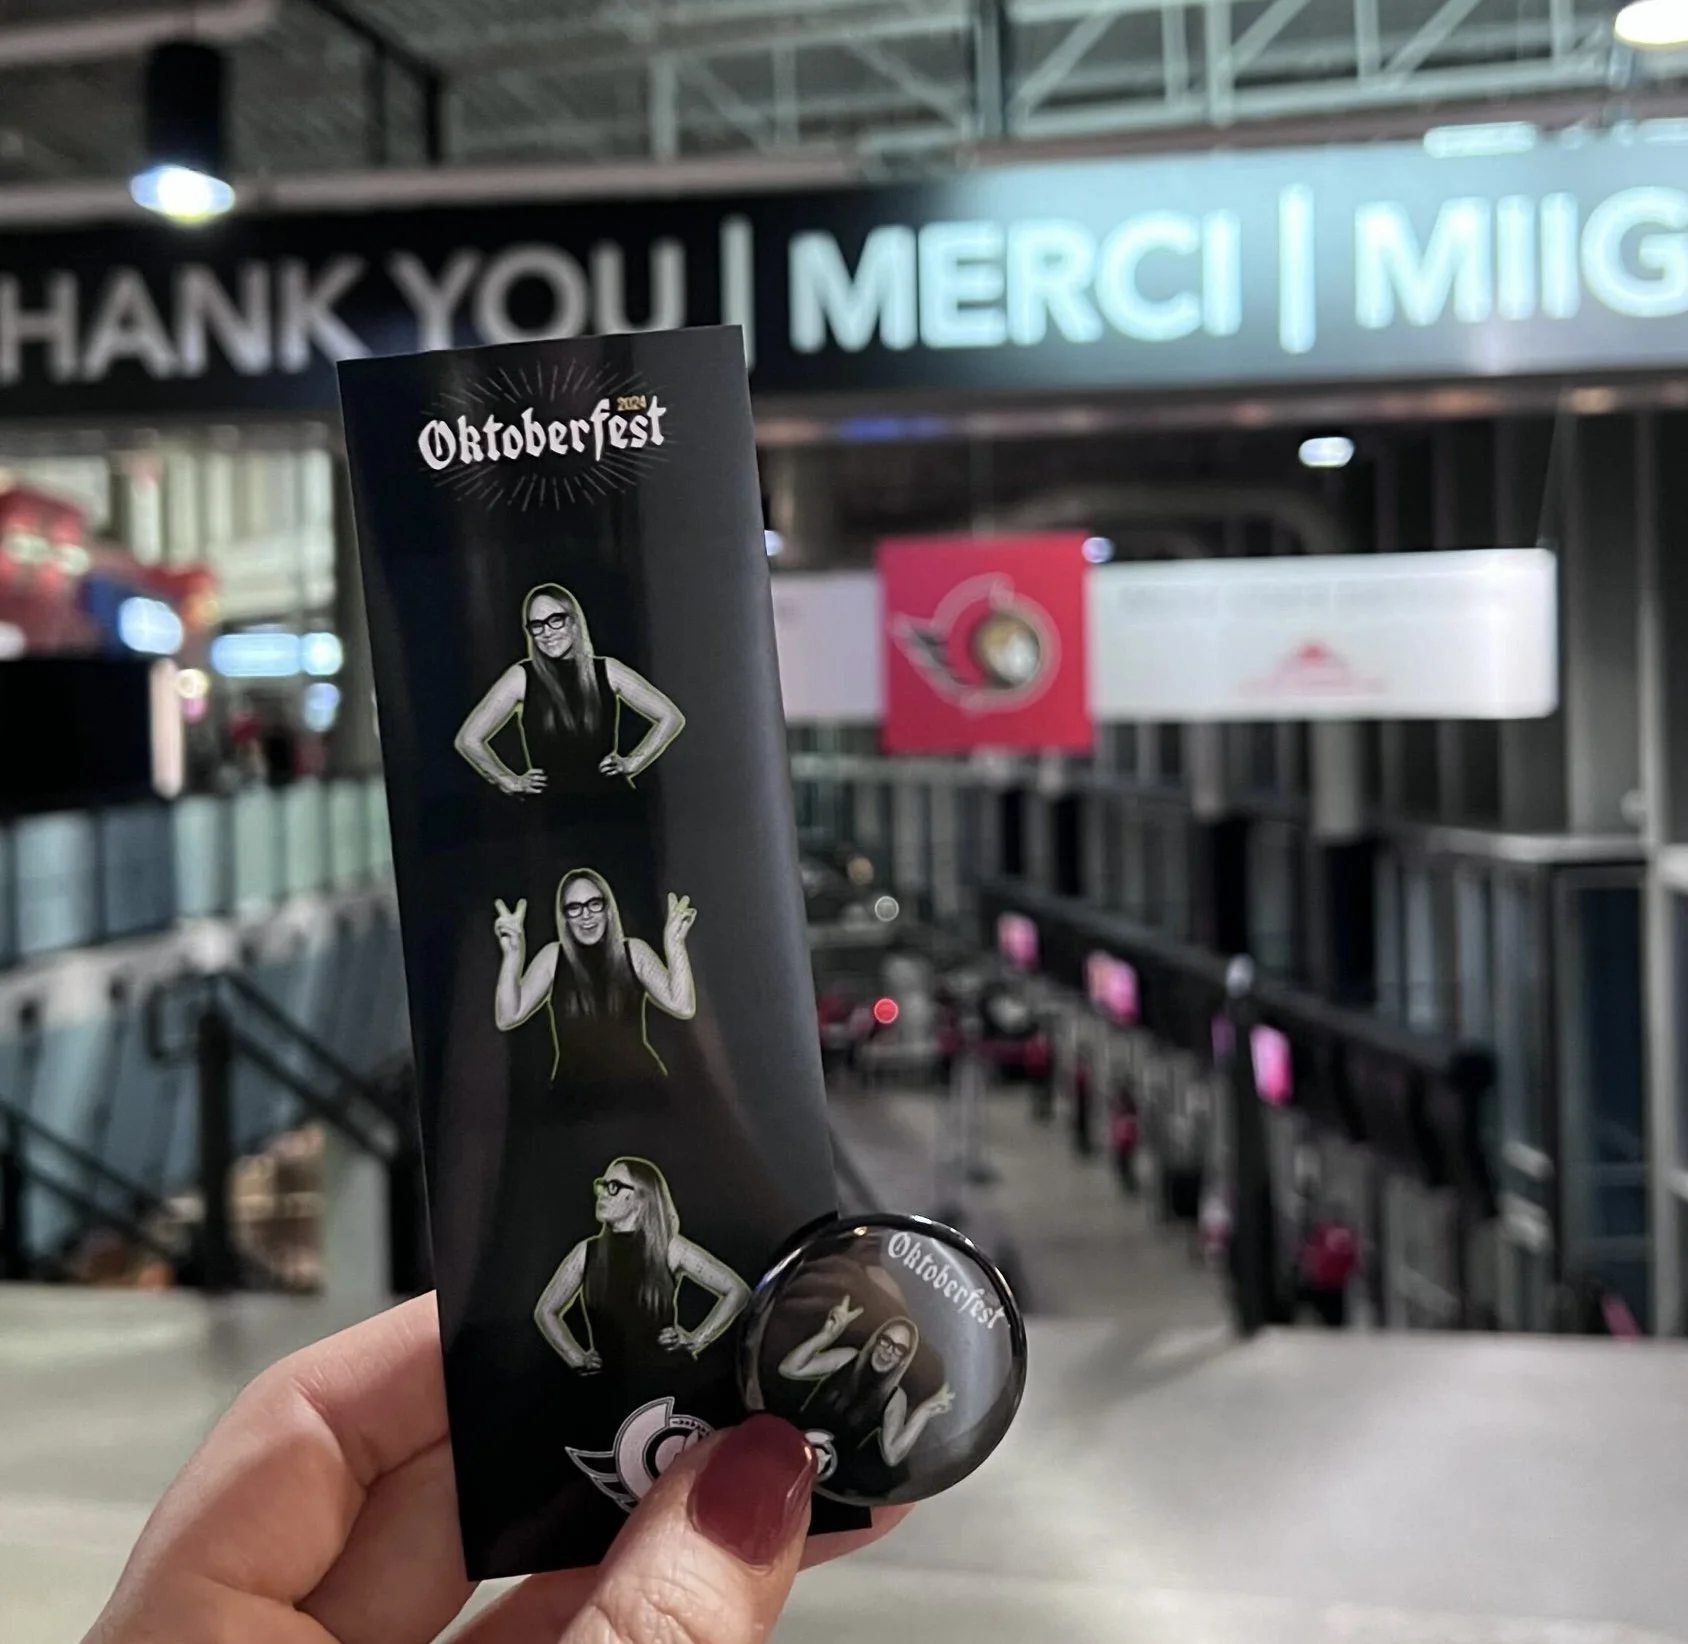 HANK YOU | MERCI | MIIG
2024
Oktoberfest
Oktoberfest